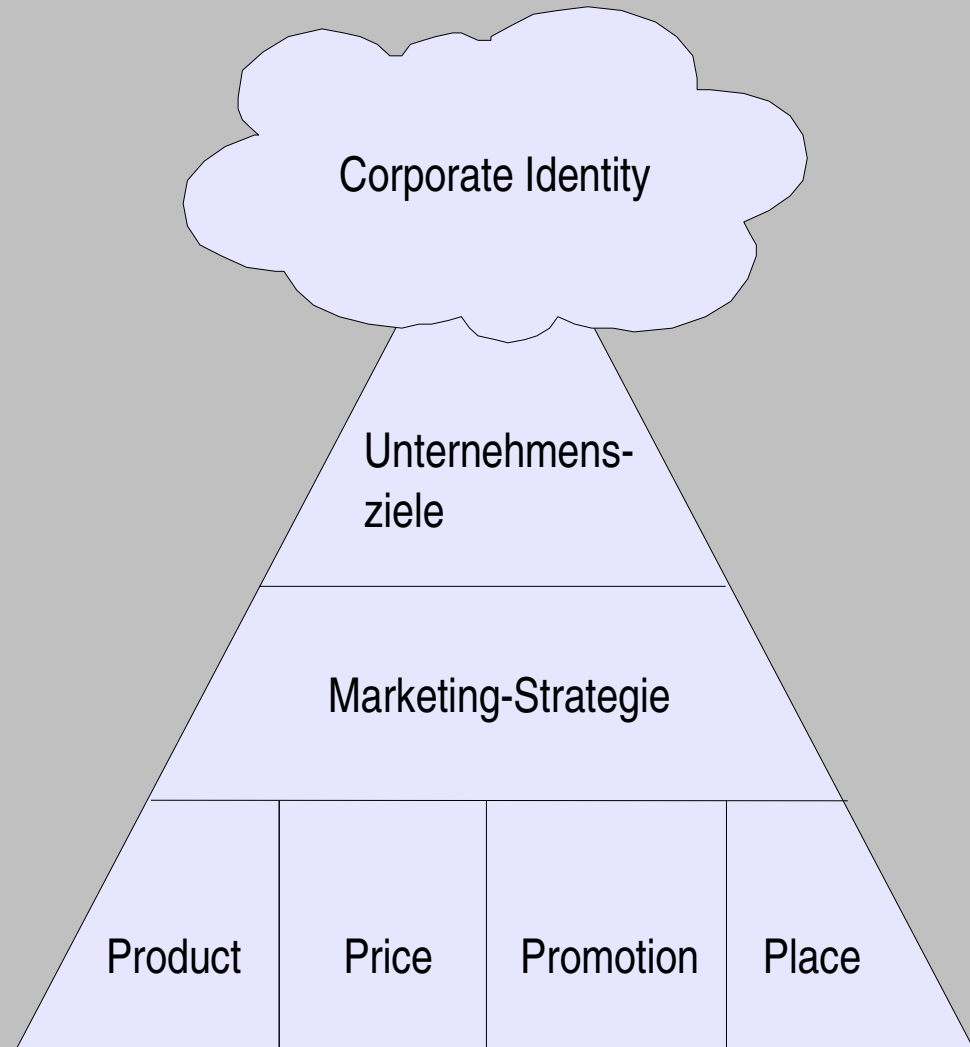 Corporate Identity
Unternehmens-
ziele
Marketing-Strategie
Product Price Promotion Place